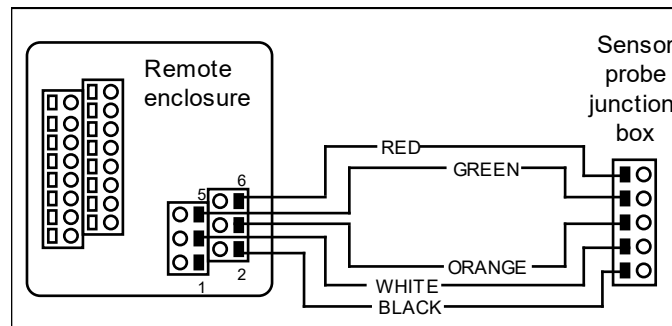 Remote
enclosure
Sensor
probe
junction
box
RED
GREEN
5
6
ORANGE
WHITE
BLACK
1
2